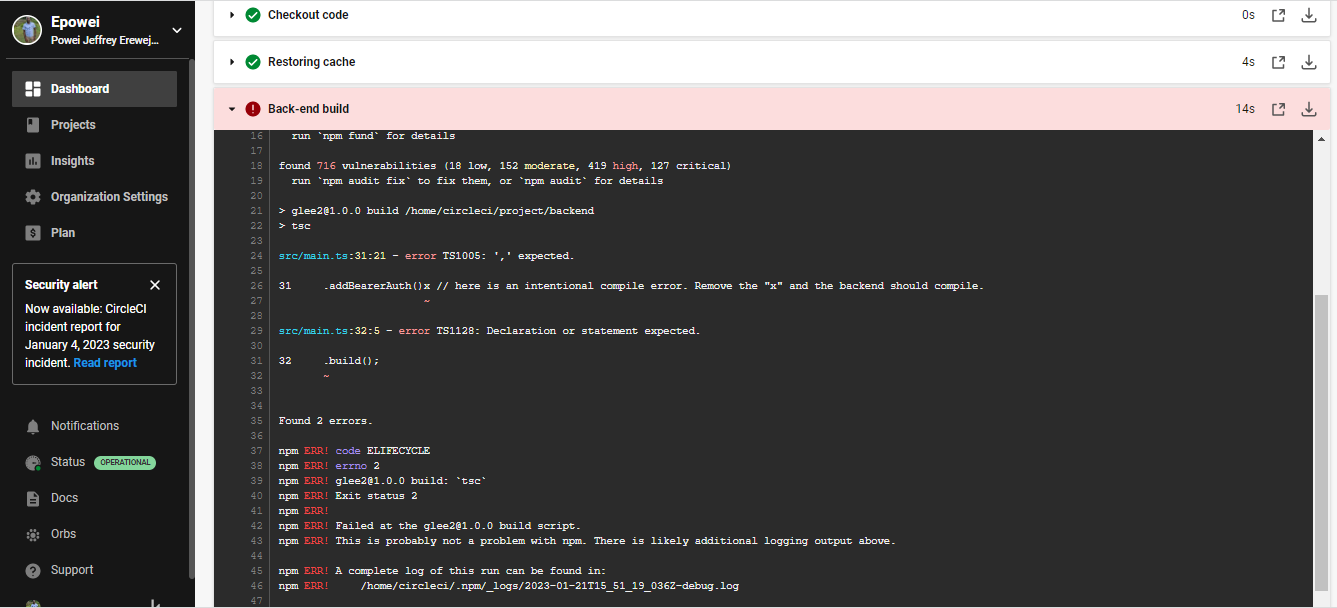 Epowei
Powei Jeffrey Erewej...
Dashboard
Projects
Insights
Organization Settings
Plan
Security alert
Now available: CircleCI
incident report for
January 4, 2023 security
incident. Read report
Notifications
Status OPERATIONAL
Docs
Orbs
Support
Checkout code 0s
Restoring cache 4s
Back-end build 14s
16 run `npm fund` for details
17
18 found 716 vulnerabilities (18 low, 152 moderate, 419 high, 127 critical)
19 run `npm audit fix` to fix them, or `npm audit` for details
20
21 > glee2@1.0.0 build /home/circleci/project/backend
22 > tsc
23
24 src/main.ts:31:21 - error TS1005: ',' expected.
25
26 31 .addBearerAuth()x // here is an intentional compile error. Remove the "x" and the backend should compile.
27 ~
28
29 src/main.ts:32:5 - error TS1128: Declaration or statement expected.
30
31 32 .build();
32 ~
33
34
35 Found 2 errors.
36
37 npm ERR! code ELIFECYCLE
38 npm ERR! errno 2
39 npm ERR! glee2@1.0.0 build: `tsc`
40 npm ERR! Exit status 2
41 npm ERR!
42 npm ERR! Failed at the glee2@1.0.0 build script.
43 npm ERR! This is probably not a problem with npm. There is likely additional logging output above.
44
45 npm ERR! A complete log of this run can be found in:
46 npm ERR! /home/circleci/.npm/_logs/2023-01-21T15_51_19_036Z-debug.log
47